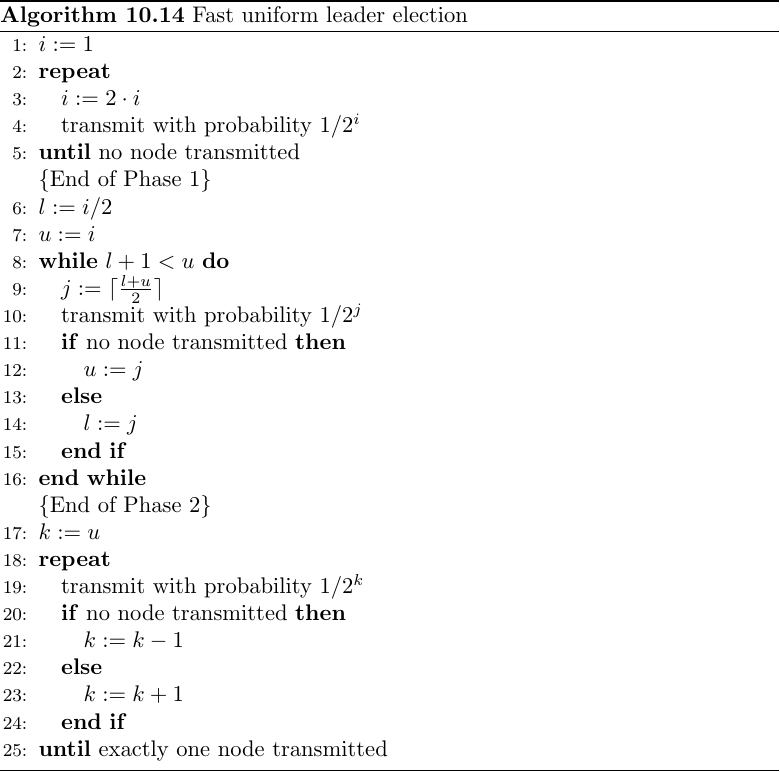 Algorithm 10.14 Fast uniform leader election
1: i := 1
2: repeat
3: i := 2 · i
4: transmit with probability 1/2^i
5: until no node transmitted
{End of Phase 1}
6: l := i/2
7: u := i
8: while l + 1 < u do
9: j := ⌈(l+u)/2⌉
10: transmit with probability 1/2^j
11: if no node transmitted then
12: u := j
13: else
14: l := j
15: end if
16: end while
{End of Phase 2}
17: k := u
18: repeat
19: transmit with probability 1/2^k
20: if no node transmitted then
21: k := k − 1
22: else
23: k := k + 1
24: end if
25: until exactly one node transmitted